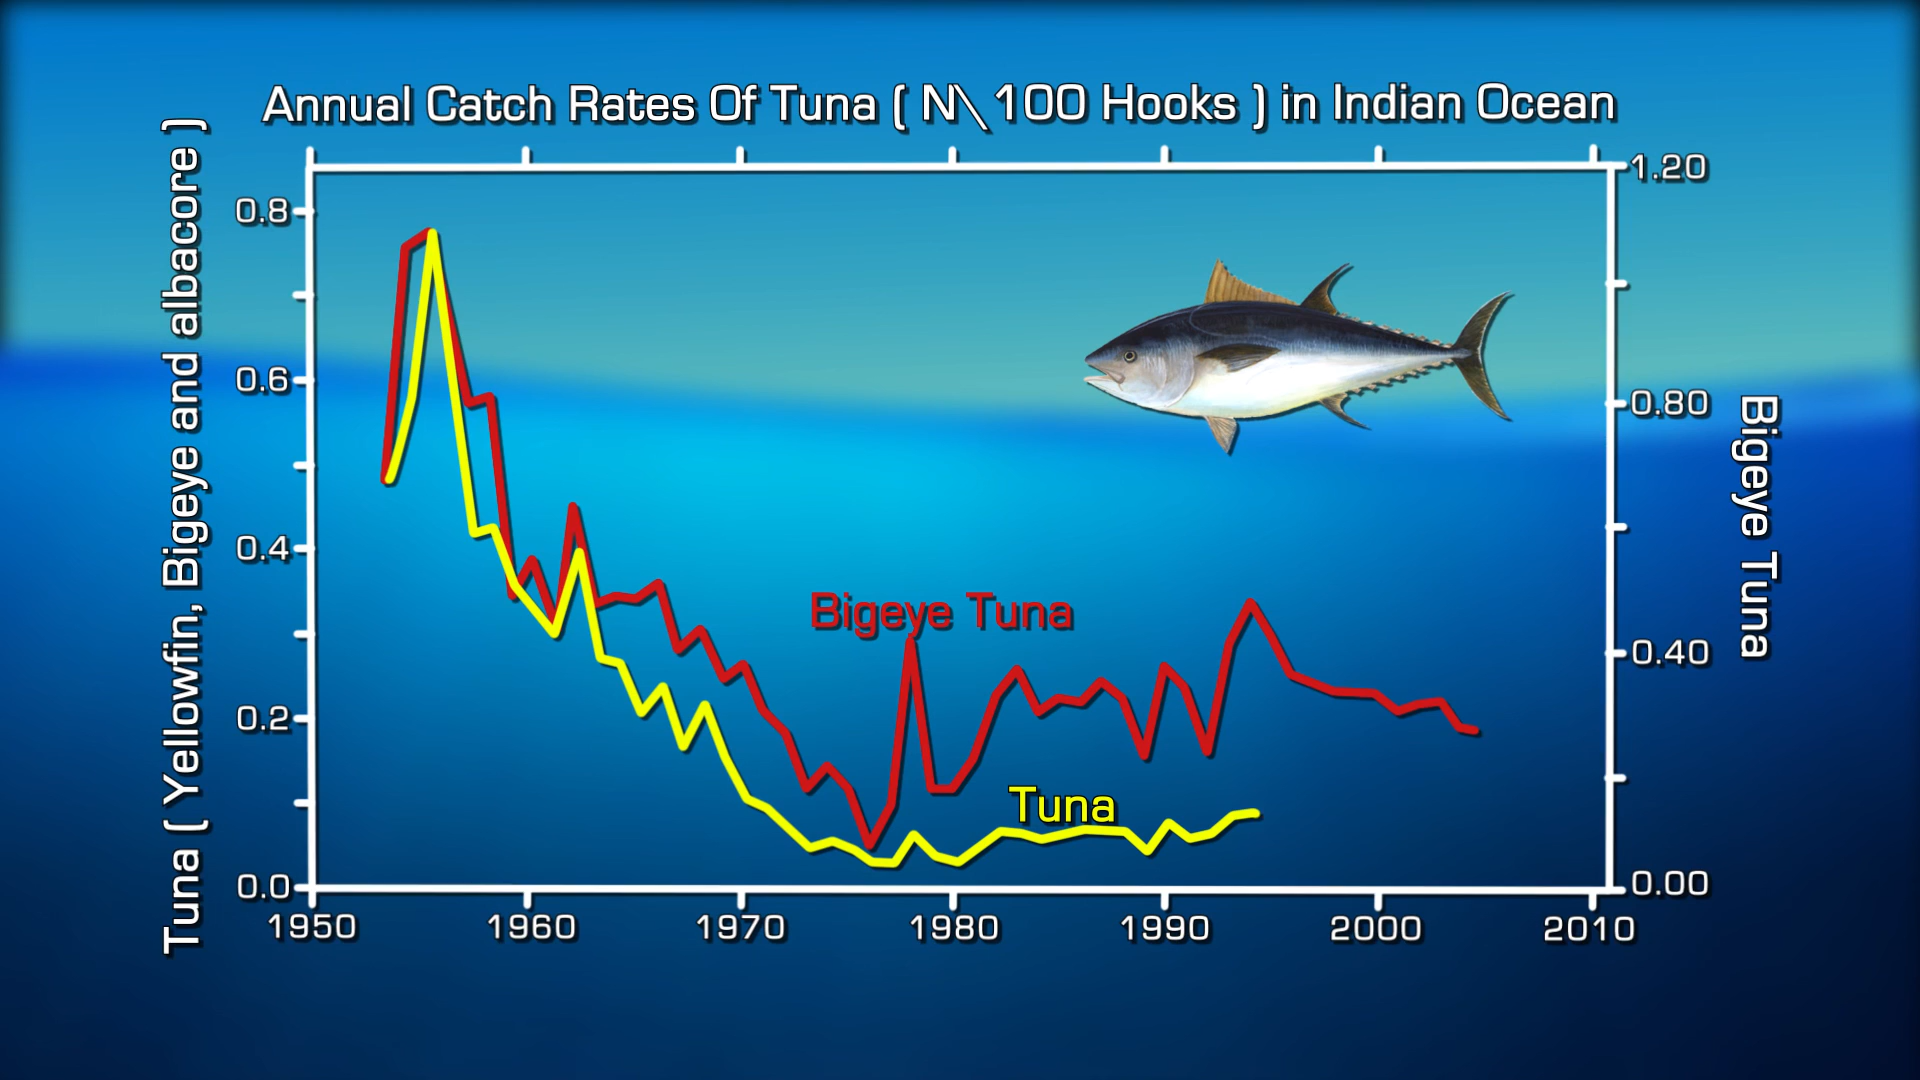 Annual Catch Rates Of Tuna ( N\100 Hooks ) in Indian Ocean
Tuna ( Yellowfin, Bigeye and albacore )
0.8
0.6
0.4
0.2
0.0
Bigeye Tuna
Tuna
1.20
0.80
0.40
0.00
Bigeye Tuna
1950 1960 1970 1980 1990 2000 2010